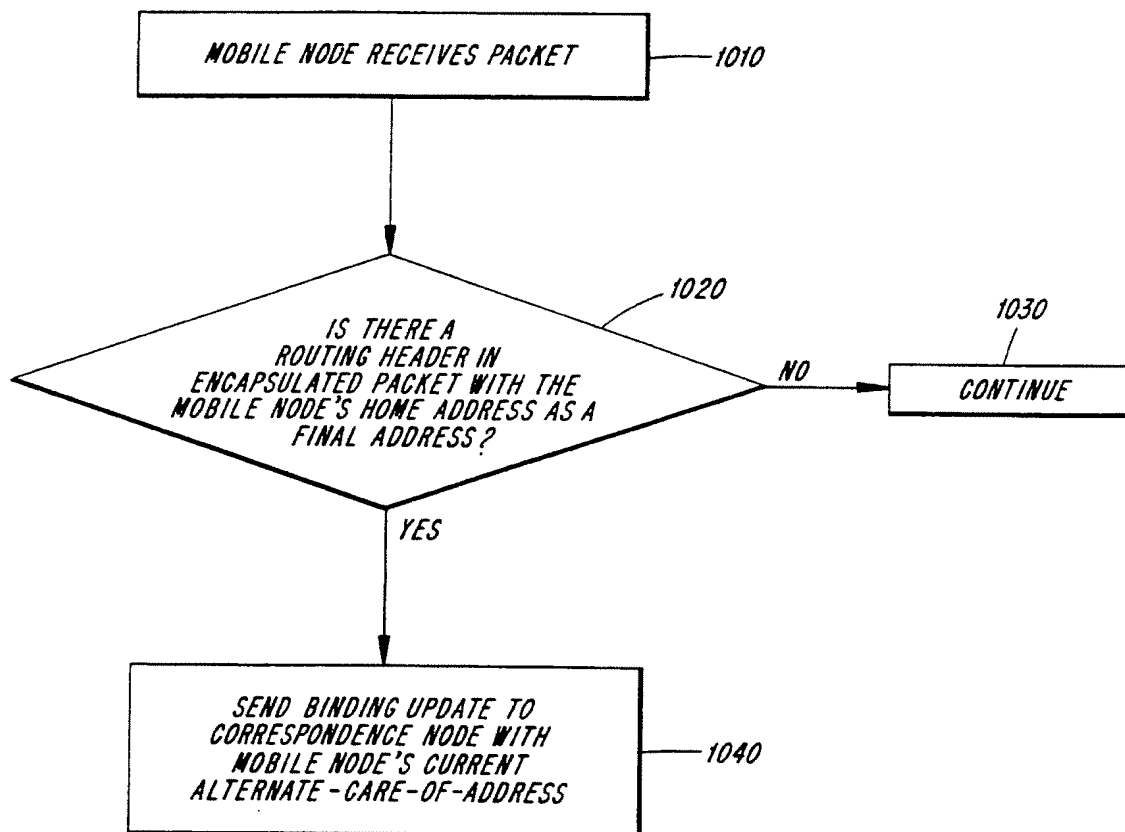 MOBILE NODE RECEIVES PACKET
1010
1020
IS THERE A
ROUTING HEADER IN
ENCAPSULATED PACKET WITH THE
MOBILE NODE'S HOME ADDRESS AS A
FINAL ADDRESS?
NO
1030
CONTINUE
YES
SEND BINDING UPDATE TO
CORRESPONDENCE NODE WITH
MOBILE NODE'S CURRENT
ALTERNATE-CARE-OF-ADDRESS
1040